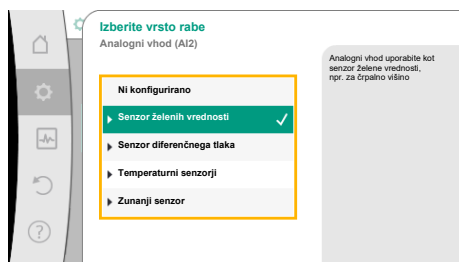 Izberite vrsto rabe
Analogni vhod (AI2)
Analogni vhod uporabite kot
senzor želene vrednosti,
npr. za črpalno višino
Ni konfigurirano
Senzor želenih vrednosti
Senzor diferenčnega tlaka
Temperaturni senzorji
Zunanji senzor
?